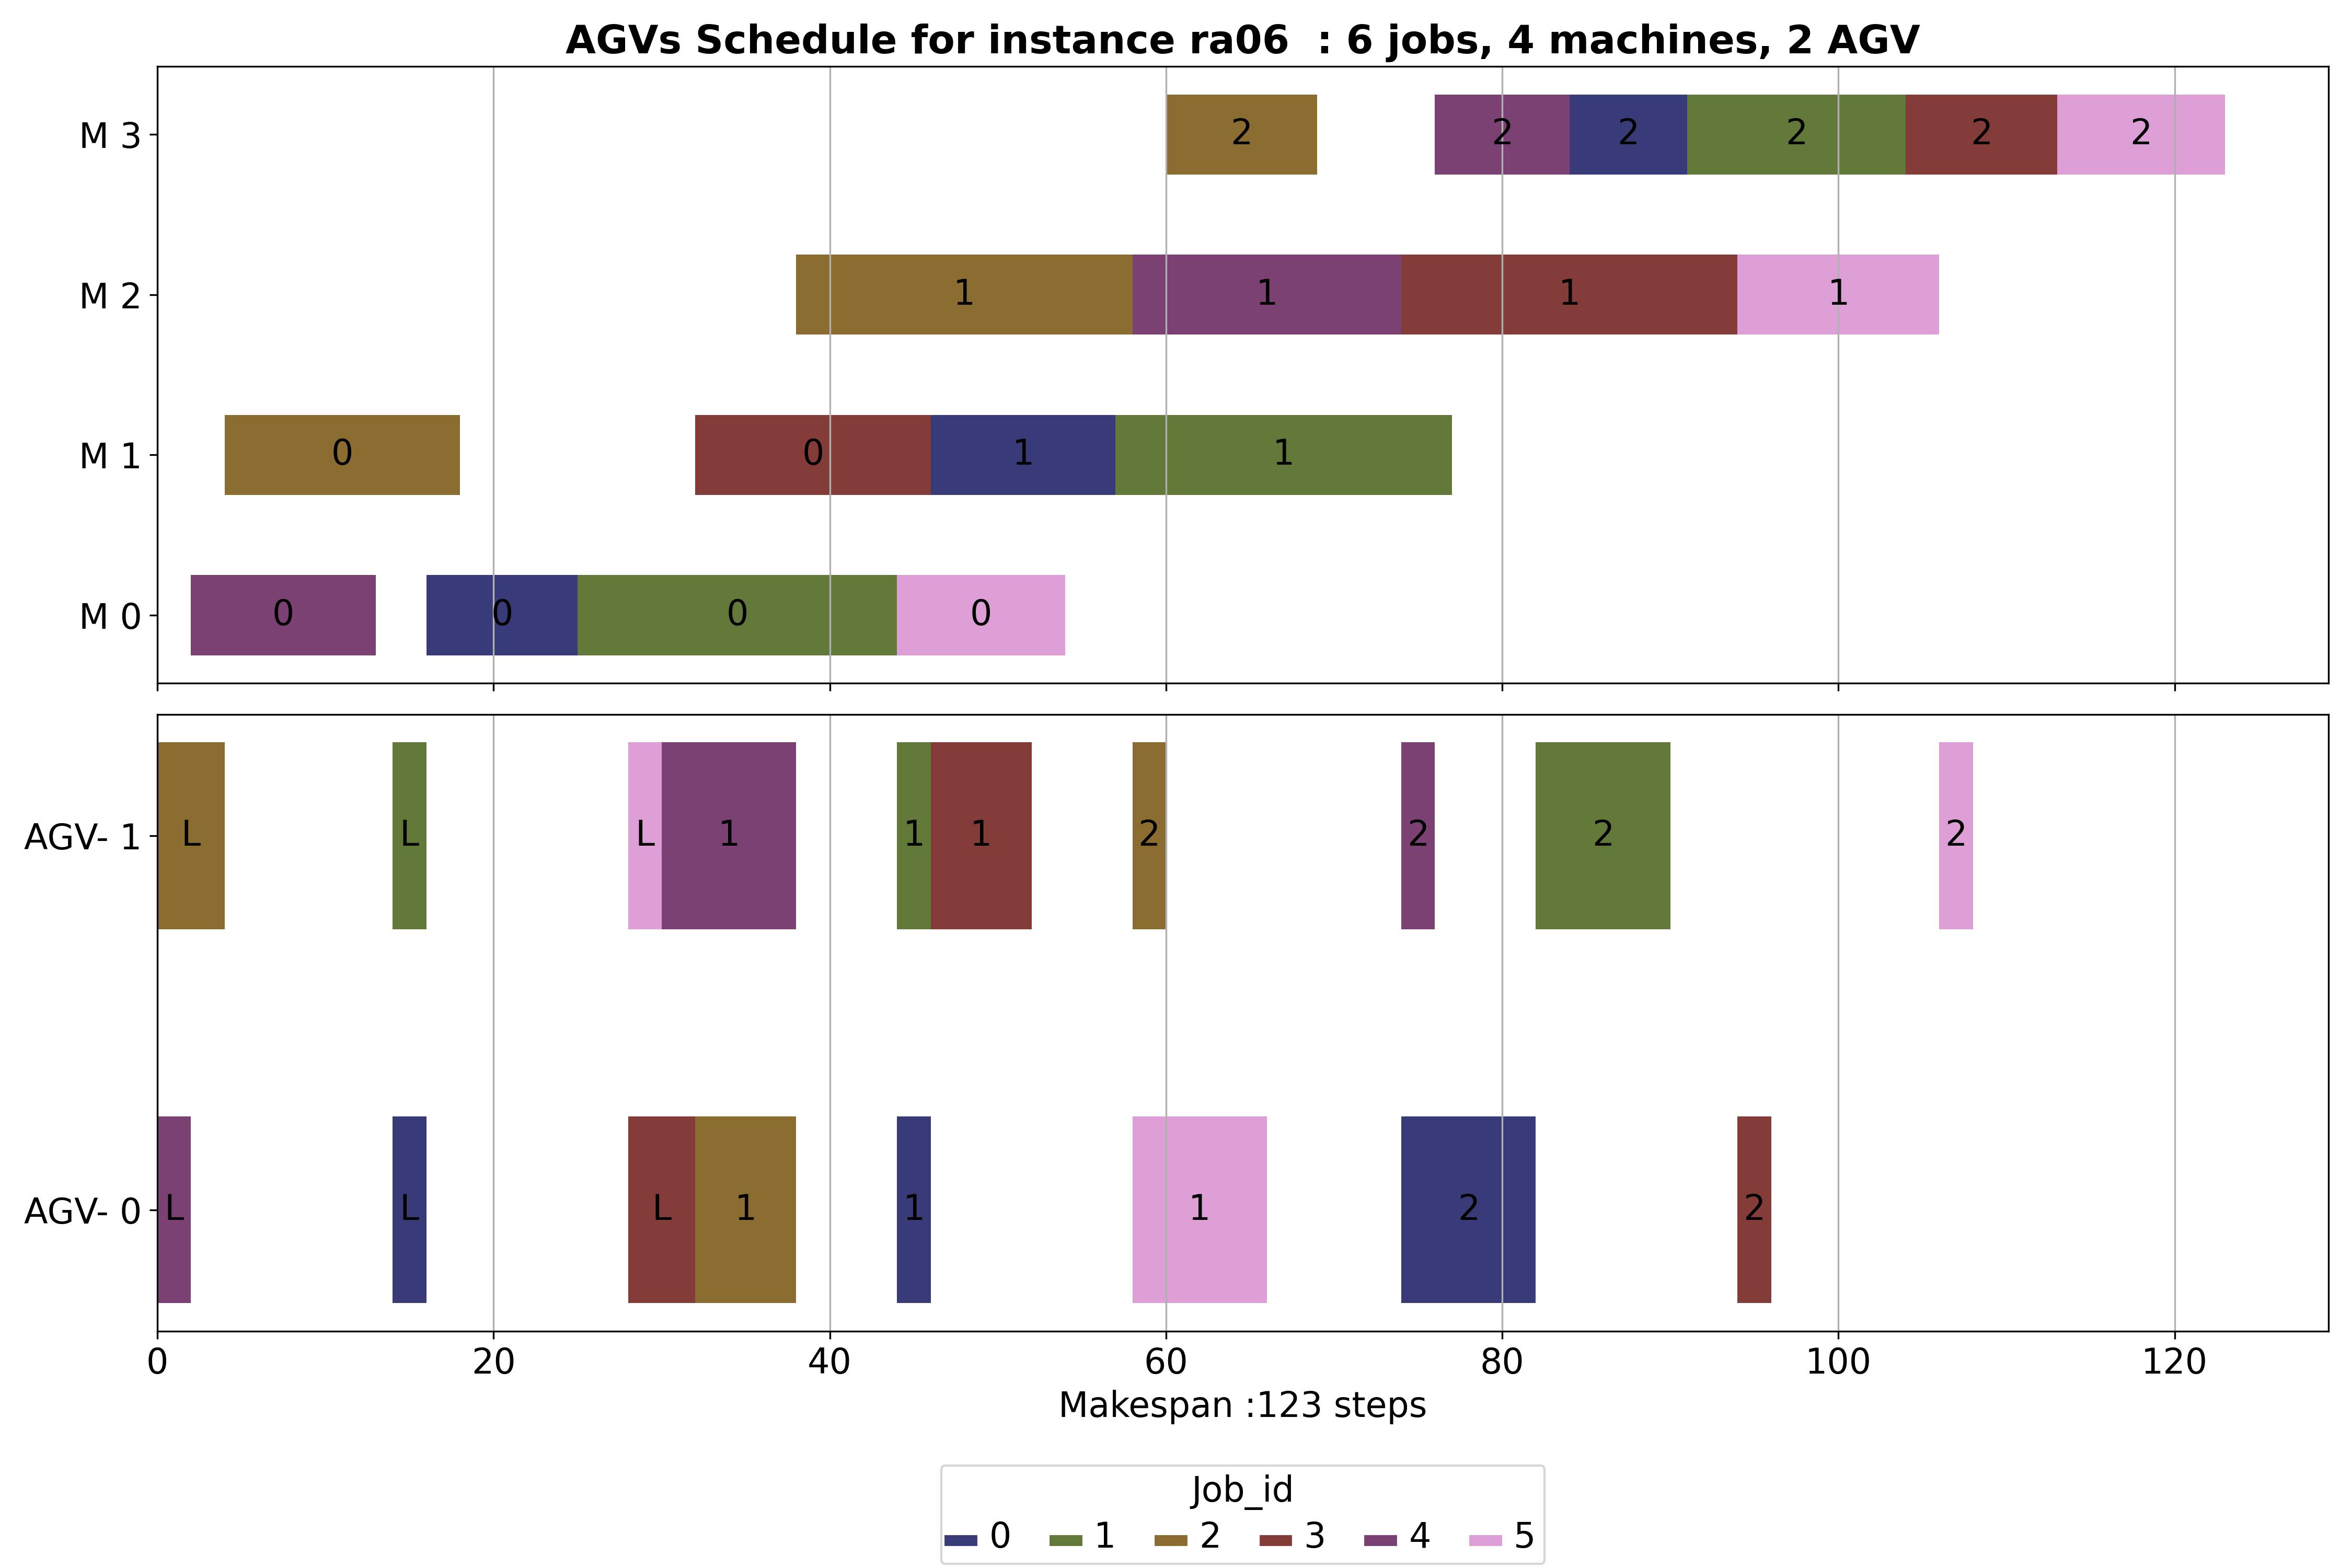 AGVs Schedule for instance ra06  : 6 jobs, 4 machines, 2 AGV
M 3
2 2 2 2 2 2
M 2
1 1 1 1
M 1
0 0 1 1
M 0
0 0 0 0
AGV- 1
L L L 1 1 1 2 2 2 2
AGV- 0
L L L 1 1 1 2 2
0 20 40 60 80 100 120
Makespan :123 steps
Job_id
0 1 2 3 4 5